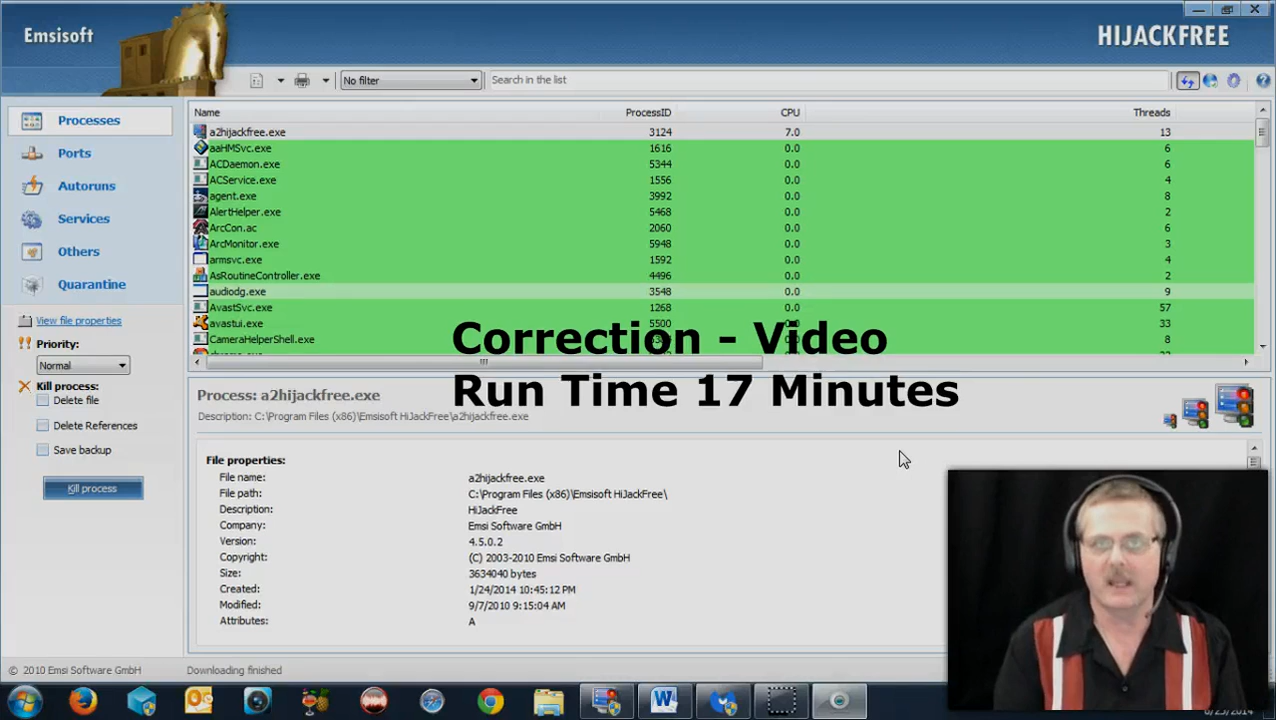 Emsisoft
HIJACKFREE
No filter
Search in the list
Processes
Ports
Autoruns
Services
Others
Quarantine
View file properties
Priority:
Normal
Kill process:
Delete file
Delete References
Save backup
Kill process
Name ProcessID CPU Threads
a2hijackfree.exe 3124 7.0 13
aaHMSvc.exe 1616 0.0 6
ACDaemon.exe 5344 0.0 6
ACService.exe 1556 0.0 4
agent.exe 3992 0.0 8
AlertHelper.exe 5468 0.0 2
ArcCon.ac 2060 0.0 6
ArcMonitor.exe 5948 0.0 3
armsvc.exe 1592 0.0 4
AsRoutineController.exe 4496 0.0 2
audiodg.exe 3548 0.0 9
AvastSvc.exe 1268 0.0 57
avastui.exe 5500 0.0 33
CameraHelperShell.exe 0.0 8
Correction - Video
Run Time 17 Minutes
Process: a2hijackfree.exe
Description: C:\Program Files (x86)\Emsisoft HiJackFree\a2hijackfree.exe
File properties:
File name: a2hijackfree.exe
File path: C:\Program Files (x86)\Emsisoft HiJackFree\
Description: HiJackFree
Company: Emsi Software GmbH
Version: 4.5.0.2
Copyright: (C) 2003-2010 Emsi Software GmbH
Size: 3634040 bytes
Created: 1/24/2014 10:45:12 PM
Modified: 9/7/2010 9:15:04 AM
Attributes: A
© 2010 Emsi Software GmbH
Downloading finished